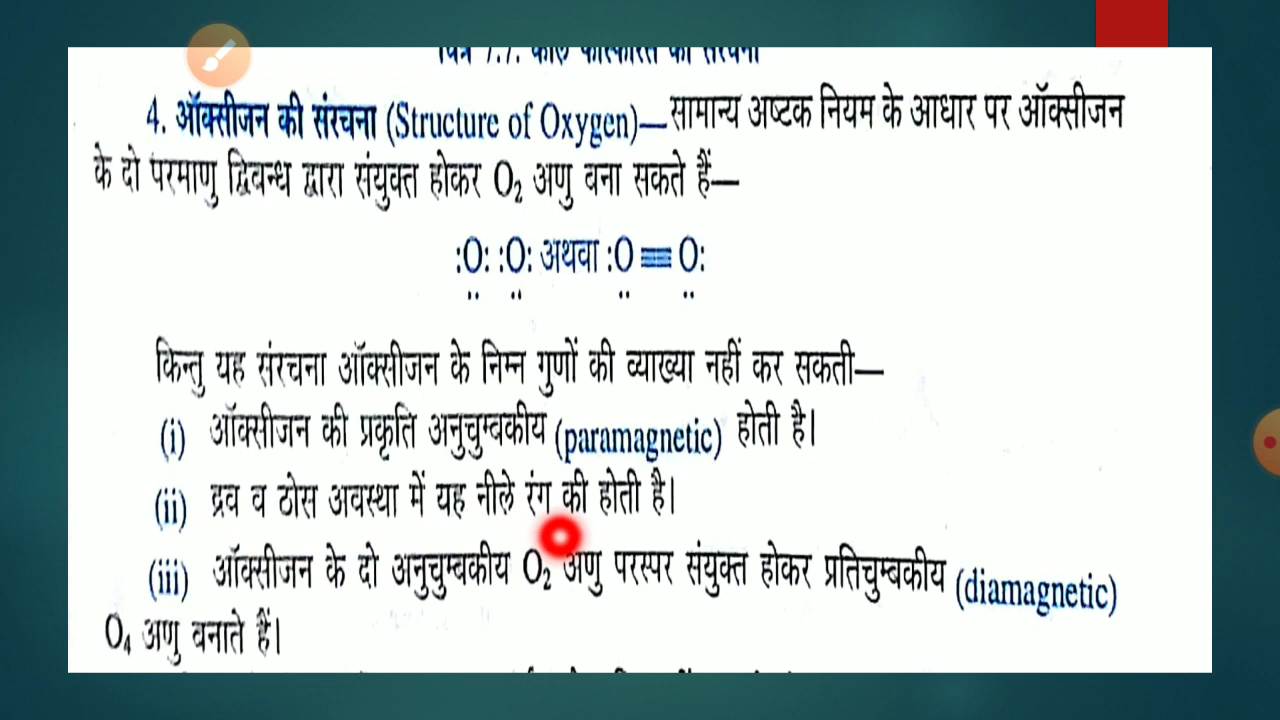 4. ऑक्सीजन की संरचना (Structure of Oxygen)—सामान्य अष्टक नियम के आधार पर ऑक्सीजन
के दो परमाणु द्विबन्ध द्वारा संयुक्त होकर O₂ अणु बना सकते हैं—
:O: :O: अथवा :O ≡ O:
किन्तु यह संरचना ऑक्सीजन के निम्न गुणों की व्याख्या नहीं कर सकती—
(i) ऑक्सीजन की प्रकृति अनुचुम्बकीय (paramagnetic) होती है।
(ii) द्रव व ठोस अवस्था में यह नीले रंग की होती है।
(iii) ऑक्सीजन के दो अनुचुम्बकीय O₂ अणु परस्पर संयुक्त होकर प्रतिचुम्बकीय (diamagnetic)
O₄ अणु बनाते हैं।